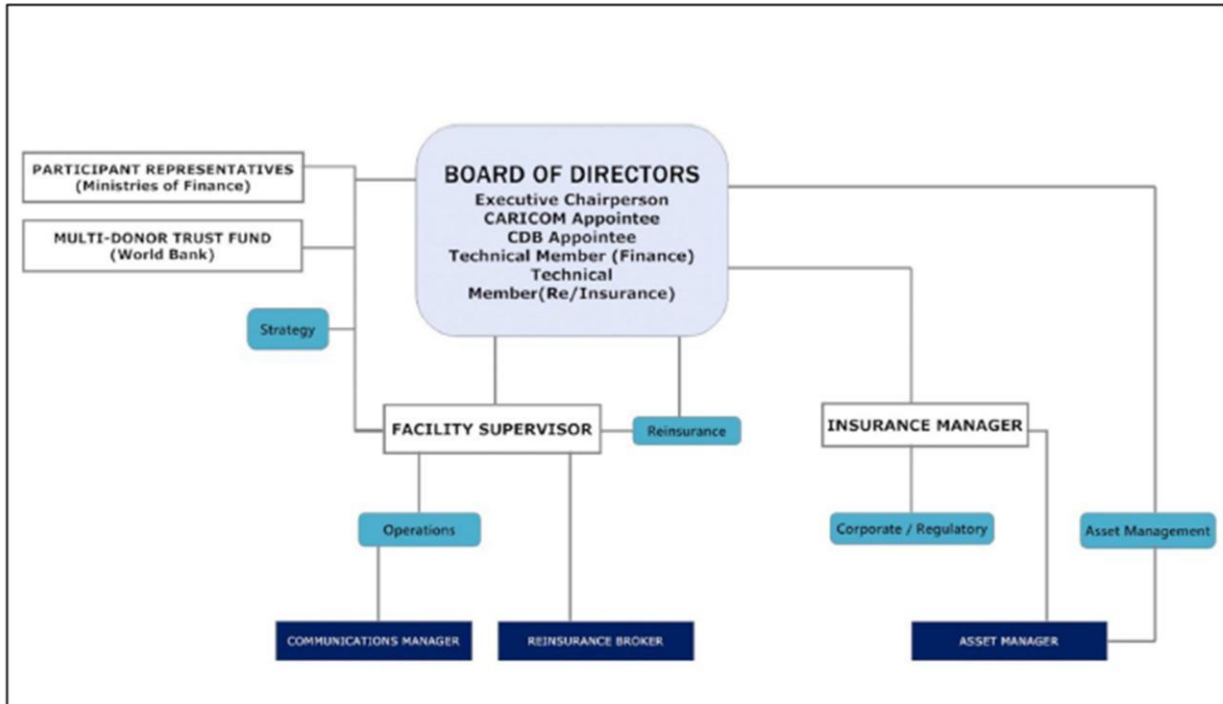 PARTICIPANT REPRESENTATIVES
(Ministries of Finance)
MULTI-DONOR TRUST FUND
(World Bank)
BOARD OF DIRECTORS
Executive Chairperson
CARICOM Appointee
CDB Appointee
Technical Member (Finance)
Technical
Member(Re/Insurance)
Strategy
FACILITY SUPERVISOR
Reinsurance
INSURANCE MANAGER
Operations
Corporate / Regulatory
Asset Management
COMMUNICATIONS MANAGER
REINSURANCE BROKER
ASSET MANAGER